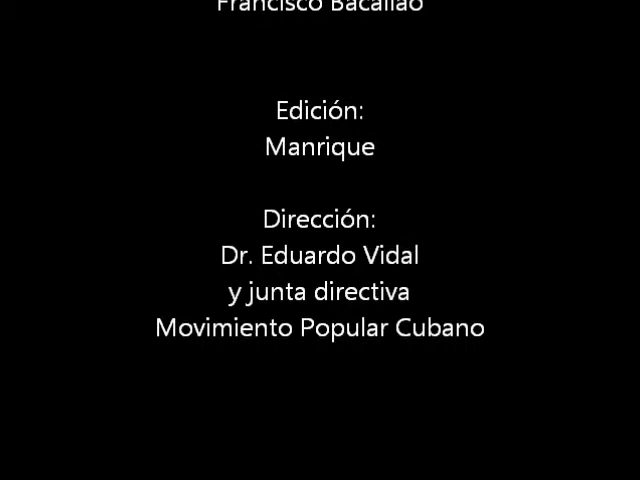 Francisco Bacallao
Edición:
Manrique
Dirección:
Dr. Eduardo Vidal
y junta directiva
Movimiento Popular Cubano